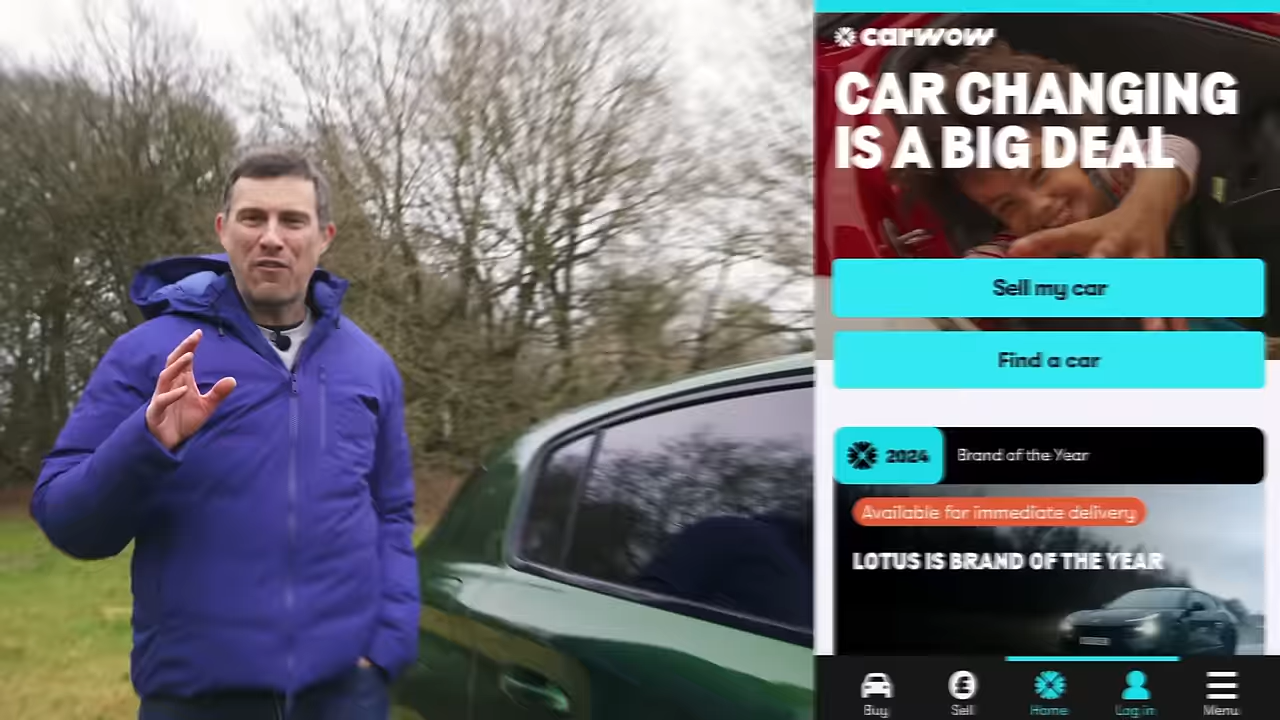 carwow
CAR CHANGING
IS A BIG DEAL
Sell my car
Find a car
2024
Brand of the Year
Available for immediate delivery
LOTUS IS BRAND OF THE YEAR
Buy
Sell
Home
Log in
Menu